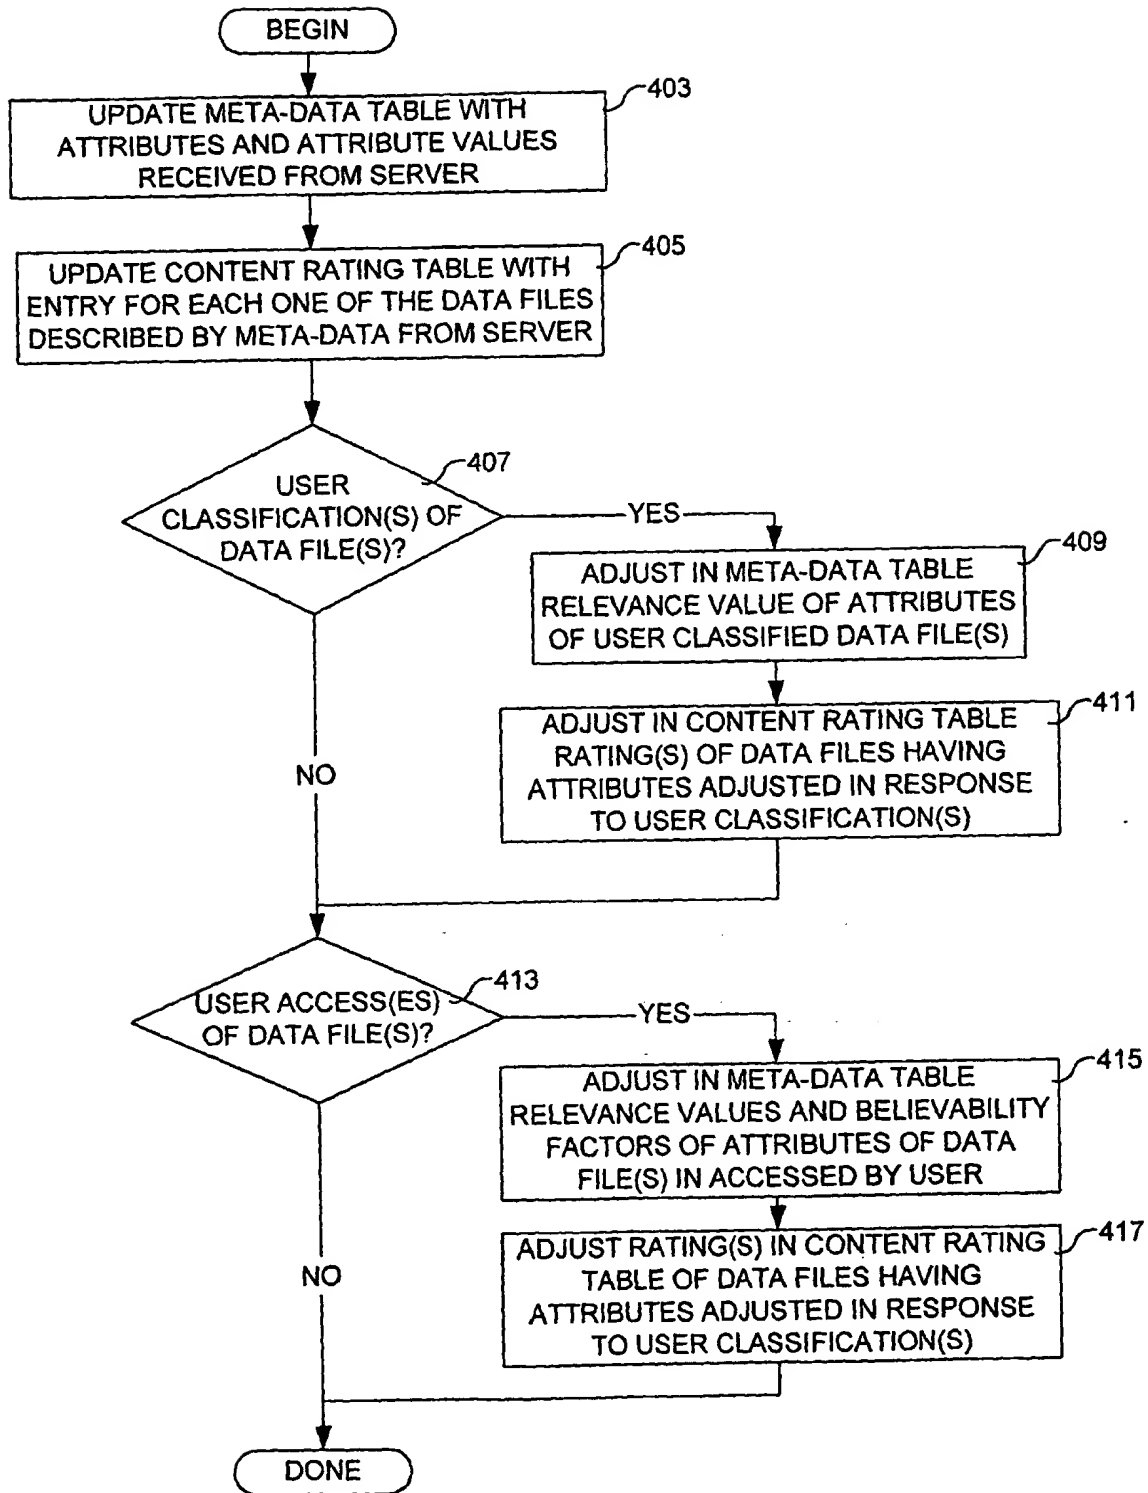 BEGIN
403
UPDATE META-DATA TABLE WITH
ATTRIBUTES AND ATTRIBUTE VALUES
RECEIVED FROM SERVER
405
UPDATE CONTENT RATING TABLE WITH
ENTRY FOR EACH ONE OF THE DATA FILES
DESCRIBED BY META-DATA FROM SERVER
407
USER
CLASSIFICATION(S) OF
DATA FILE(S)?
YES
409
ADJUST IN META-DATA TABLE
RELEVANCE VALUE OF ATTRIBUTES
OF USER CLASSIFIED DATA FILE(S)
411
ADJUST IN CONTENT RATING TABLE
RATING(S) OF DATA FILES HAVING
ATTRIBUTES ADJUSTED IN RESPONSE
TO USER CLASSIFICATION(S)
NO
413
USER ACCESS(ES)
OF DATA FILE(S)?
YES
415
ADJUST IN META-DATA TABLE
RELEVANCE VALUES AND BELIEVABILITY
FACTORS OF ATTRIBUTES OF DATA
FILE(S) IN ACCESSED BY USER
417
ADJUST RATING(S) IN CONTENT RATING
TABLE OF DATA FILES HAVING
ATTRIBUTES ADJUSTED IN RESPONSE
TO USER CLASSIFICATION(S)
NO
DONE